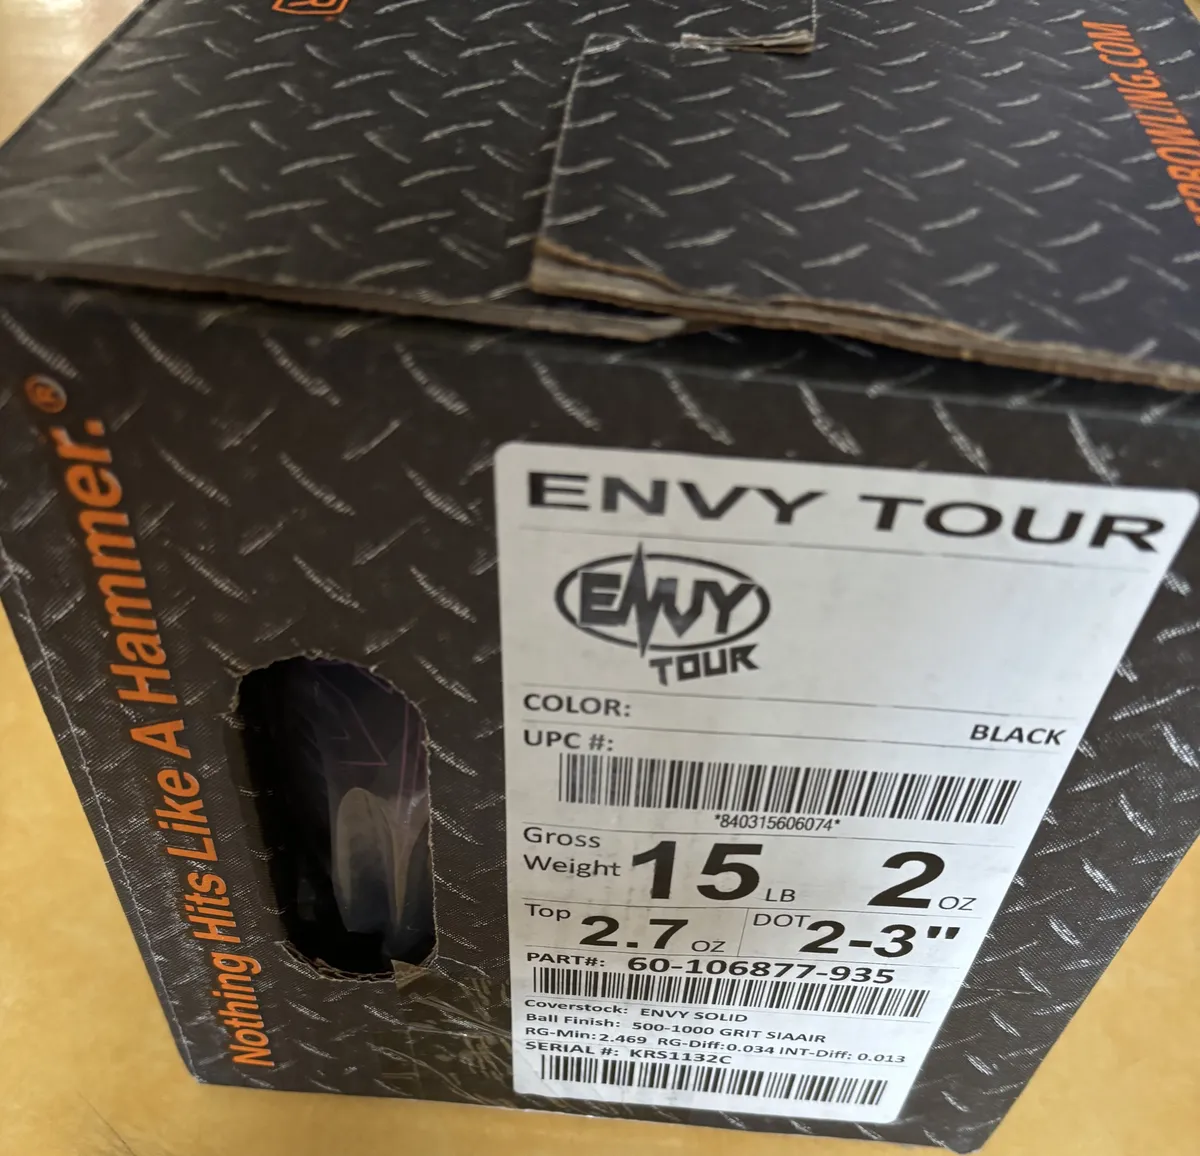 BOWLING.COM
Nothing Hits Like A Hammer.®
ENVY TOUR
ENVY
TOUR
COLOR:
BLACK
UPC #:
*840315606074*
Gross
Weight 15 LB 2 OZ
Top 2.7 OZ DOT 2-3"
PART#: 60-106877-935
Coverstock: ENVY SOLID
Ball Finish: 500-1000 GRIT SIAAIR
RG-Min: 2.469 RG-Diff: 0.034 INT-Diff: 0.013
SERIAL #: KRS1132C